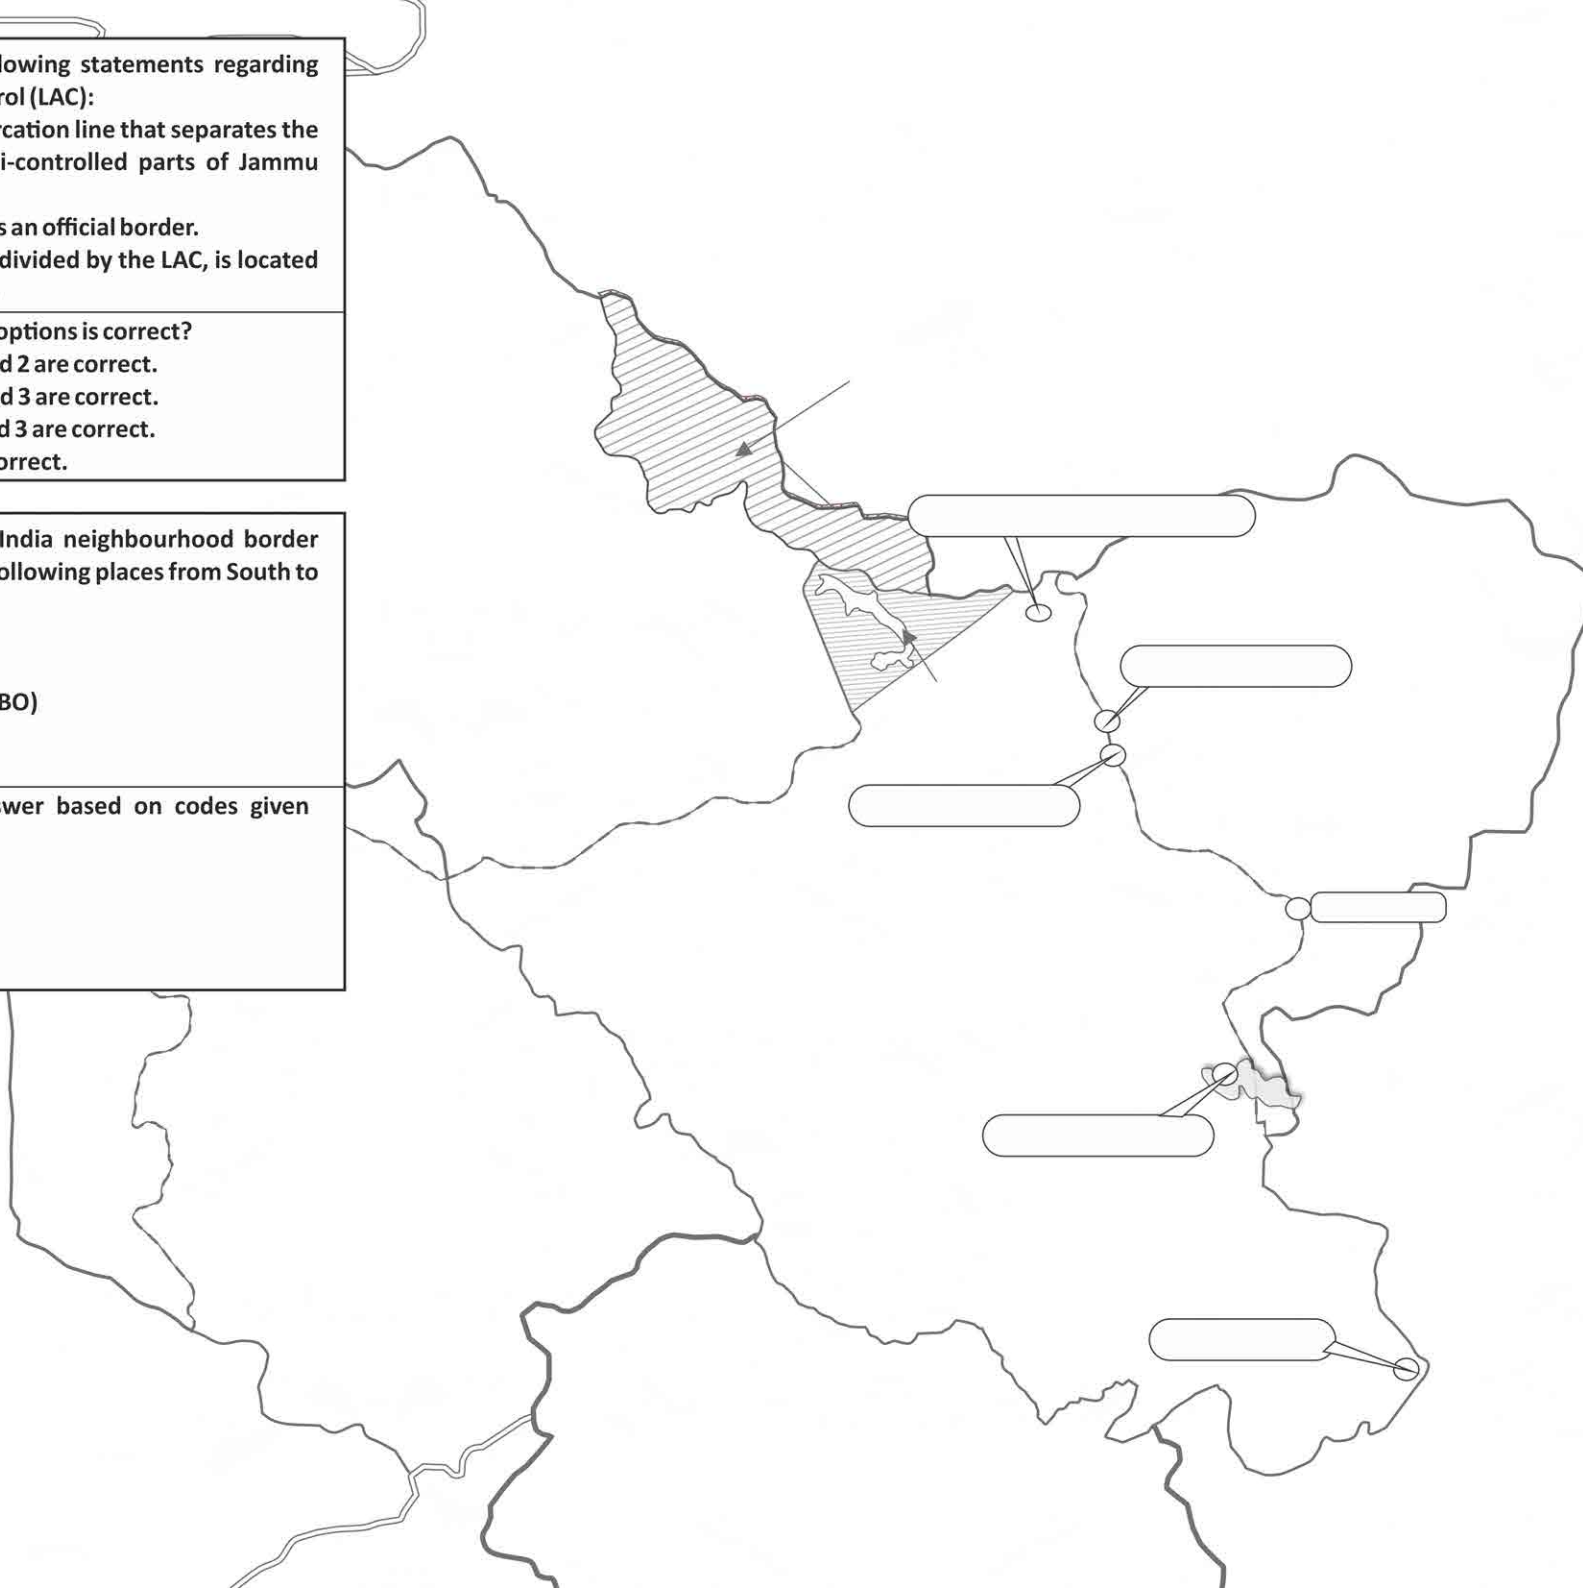 lowing statements regarding
rol (LAC):
rcation line that separates the
i-controlled parts of Jammu
s an official border.
divided by the LAC, is located
options is correct?
d 2 are correct.
d 3 are correct.
d 3 are correct.
orrect.
India neighbourhood border
ollowing places from South to
BO)
swer based on codes given